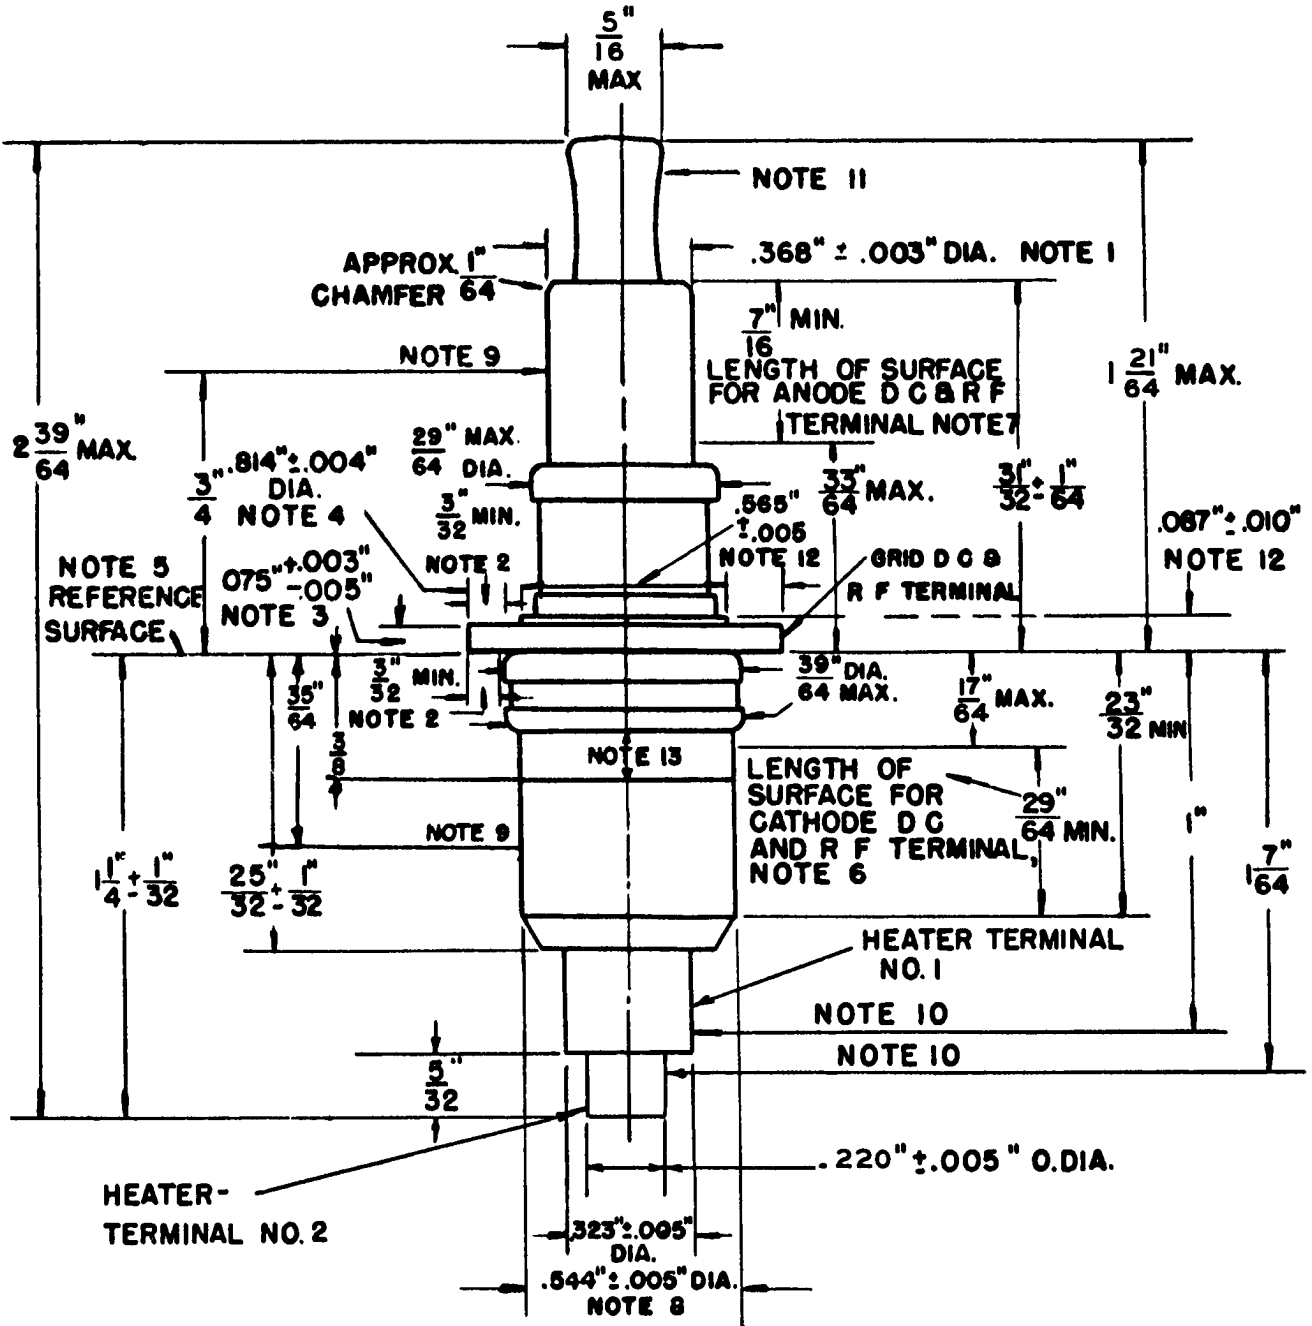 5"
16
MAX
NOTE 11
.368" ± .003" DIA. NOTE 1
APPROX. 1"
64
CHAMFER
7" MIN.
16
NOTE 9
LENGTH OF SURFACE
FOR ANODE D C & R F
TERMINAL NOTE 7
1 21" MAX.
64
2 39" MAX.
64
29" MAX.
64 DIA.
.814" ± .004"
DIA.
NOTE 4
3"
4
3" MIN.
32
NOTE 2
.565"
± .005
NOTE 12
33" MAX.
64
31" ± 1"
32 64
.087" ± .010"
NOTE 12
GRID D C &
R F TERMINAL
NOTE 5
REFERENCE
SURFACE
075" +.003"
-.005"
NOTE 3
3" MIN.
32
NOTE 2
35"
64
39" DIA.
64 MAX.
17" MAX.
64
23"
32 MIN
NOTE 13
LENGTH OF
SURFACE FOR
CATHODE D C
AND R F TERMINAL,
NOTE 6
29"
64 MIN.
1"
1 7"
64
NOTE 9
1 1" ± 1"
4 32
25" ± 1"
32 32
HEATER TERMINAL
NO. 1
NOTE 10
NOTE 10
32
.220" ± .005" O.DIA.
HEATER-
TERMINAL NO. 2
.323" ± .005"
DIA.
.544" ± .005" DIA.
NOTE 8